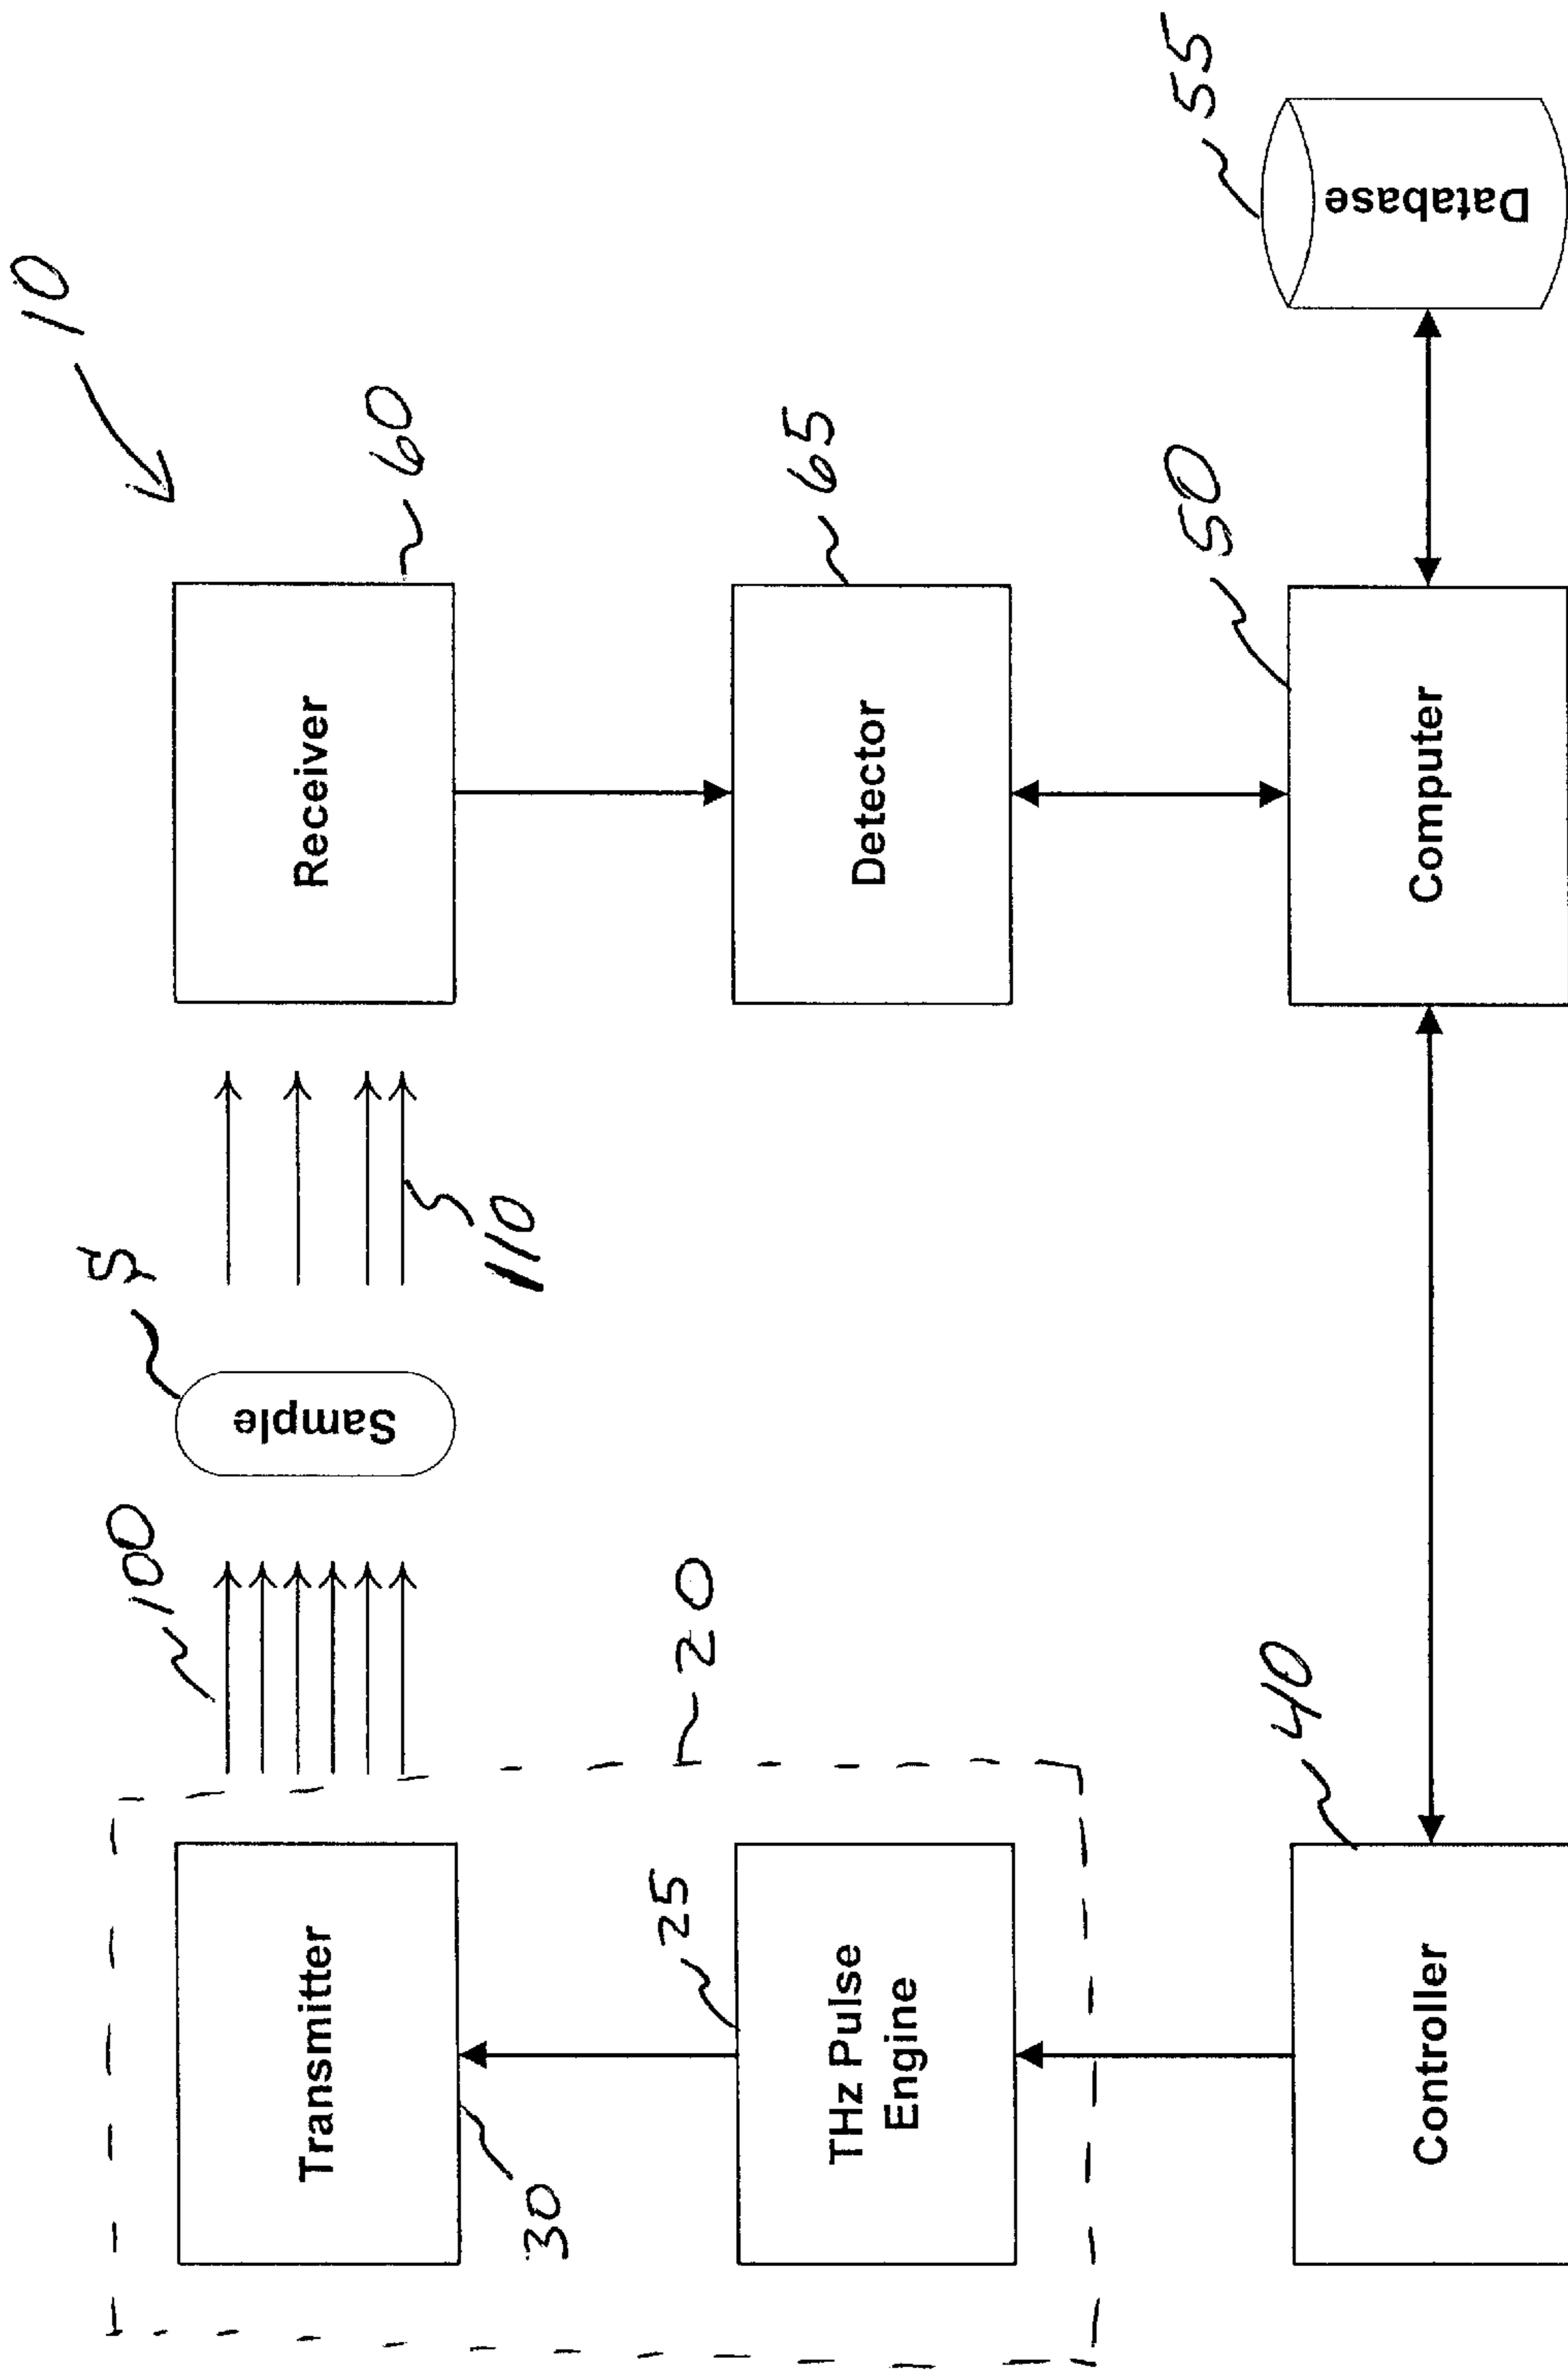 10
100
S
Transmitter
Sample
Receiver
60
110
30
20
25
THz Pulse
Engine
Detector
65
40
50
55
Controller
Computer
Database